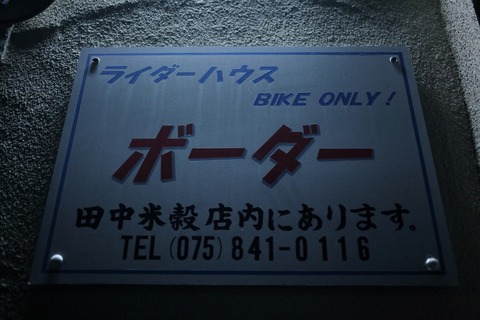 ライダーハウス
BIKE ONLY!
ボーダー
田中米穀店内にあります。
TEL(075)841-0116